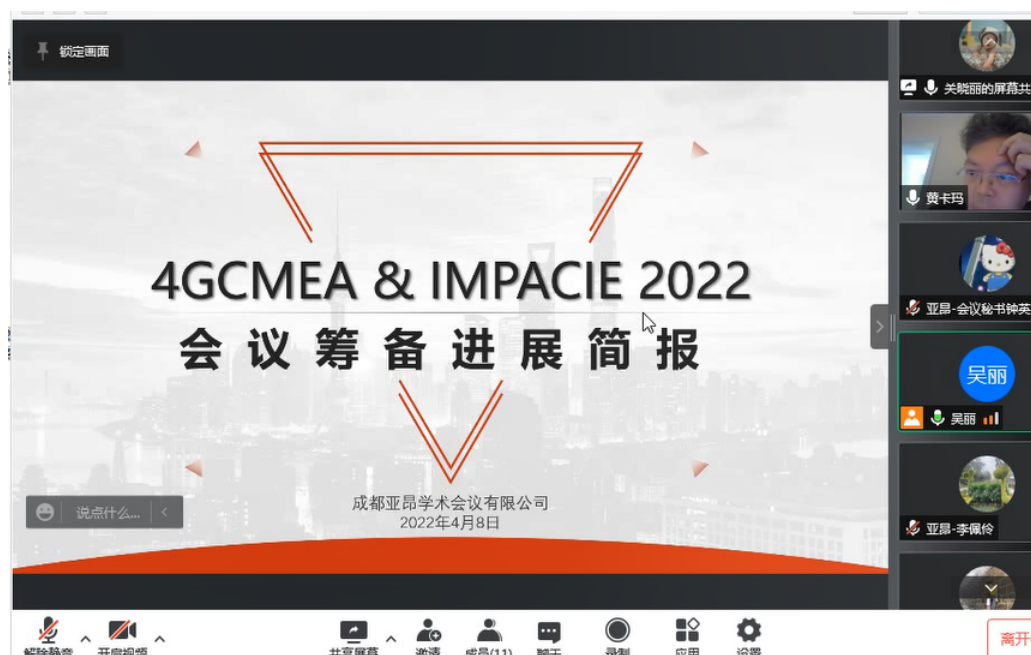 锁定画面
4GCMEA & IMPACIE 2022
会议筹备进展简报
成都亚昂学术会议有限公司
2022年4月8日
说点什么...
关晓丽的屏幕共
黄卡玛
亚昂-会议秘书钟英
吴丽
吴丽
亚昂-李佩伶
解除静音
开启视频
共享屏幕
邀请
成员(11)
聊天
录制
应用
设置
离开